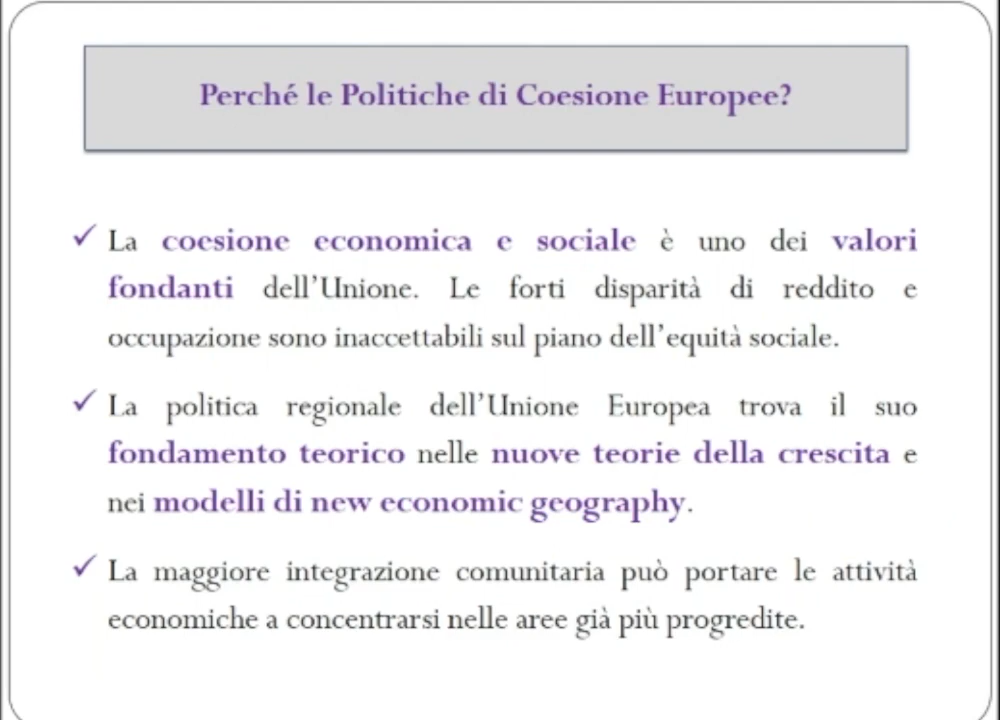 Perché le Politiche di Coesione Europee?
✓ La coesione economica e sociale è uno dei valori
fondanti dell'Unione. Le forti disparità di reddito e
occupazione sono inaccettabili sul piano dell'equità sociale.
✓ La politica regionale dell'Unione Europea trova il suo
fondamento teorico nelle nuove teorie della crescita e
nei modelli di new economic geography.
✓ La maggiore integrazione comunitaria può portare le attività
economiche a concentrarsi nelle aree già più progredite.